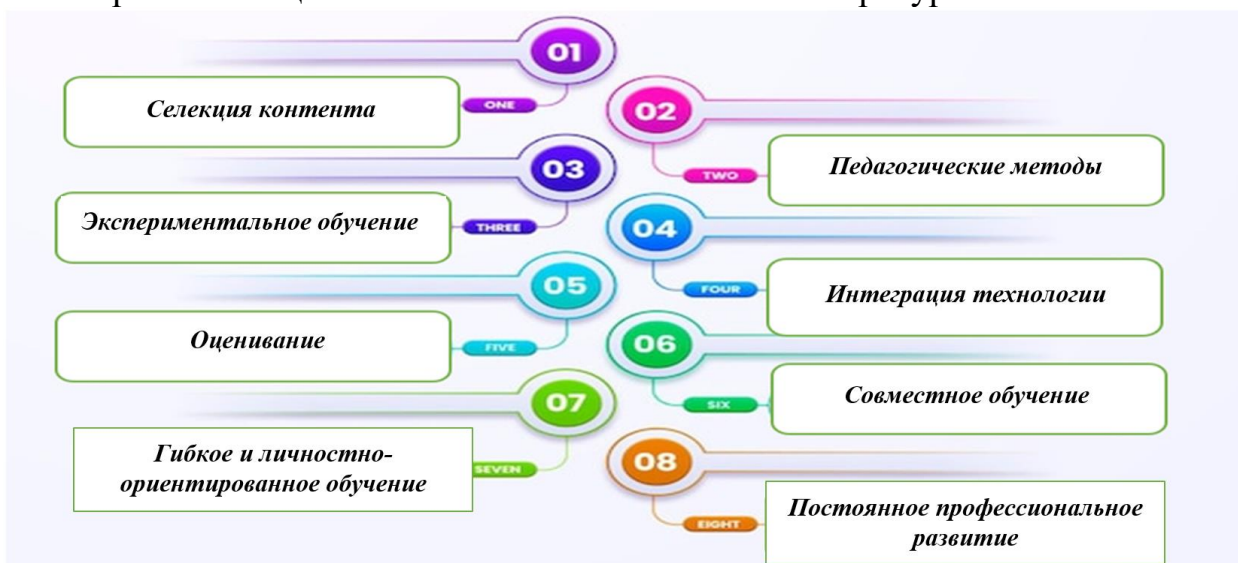 01
ONE
Селекция контента
02
TWO
Педагогические методы
03
THREE
Экспериментальное обучение
04
FOUR
Интеграция технологии
05
FIVE
Оценивание
06
SIX
Совместное обучение
07
SEVEN
Гибкое и личностно-
ориентированное обучение
08
EIGHT
Постоянное профессиональное
развитие